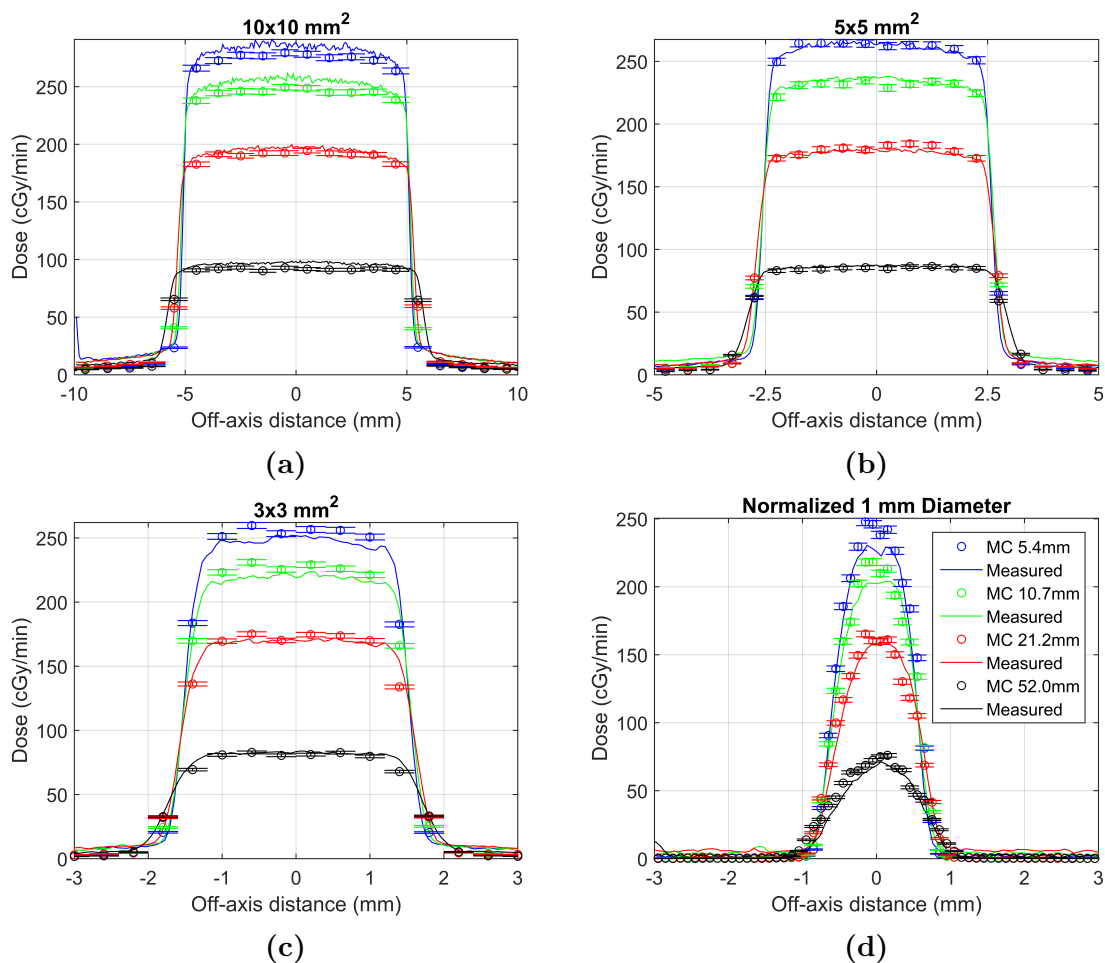 10x10 mm²
250
200
150
100
50
0
Dose (cGy/min)
-10
-5
0
5
10
Off-axis distance (mm)
(a)
5x5 mm²
250
200
150
100
50
0
Dose (cGy/min)
-5
-2.5
0
2.5
5
Off-axis distance (mm)
(b)
3x3 mm²
250
200
150
100
50
0
Dose (cGy/min)
-3
-2
-1
0
1
2
3
Off-axis distance (mm)
(c)
Normalized 1 mm Diameter
250
200
150
100
50
0
Dose (cGy/min)
MC 5.4mm
Measured
MC 10.7mm
Measured
MC 21.2mm
Measured
MC 52.0mm
Measured
-3
-2
-1
0
1
2
3
Off-axis distance (mm)
(d)